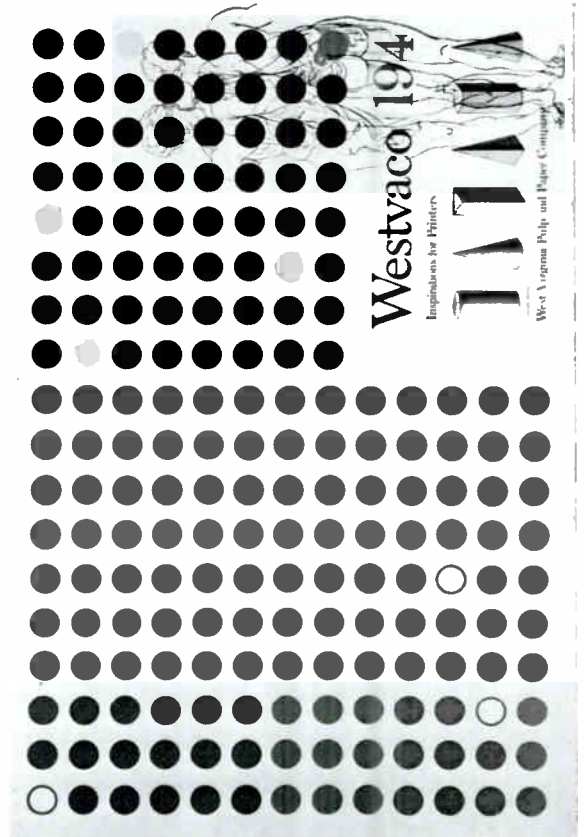 Westvaco 194
Inspirations for Printers
West Virginia Pulp and Paper Company